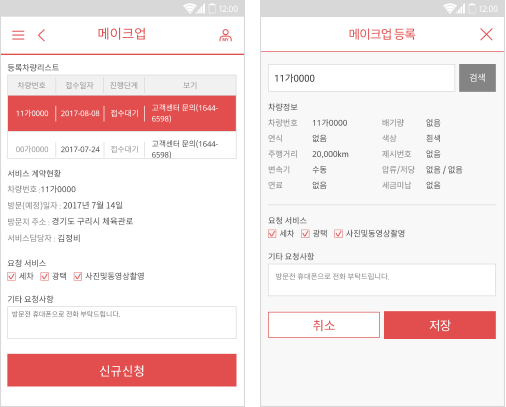 12:00
메이크업
MY
등록차량리스트
차량번호 접수일자 진행단계 보기
11가0000 2017-08-08 접수대기 고객센터 문의(1644-
6598)
00가0000 2017-07-24 접수대기 고객센터 문의(1644-
6598)
서비스 계약현황
차량번호 : 11가0000
방문(예정)일자 : 2017년 7월 14일
방문지 주소 : 경기도 구리시 체육관로
서비스담당자 : 김정비
요청 서비스
세차 광택 사진및동영상촬영
기타 요청사항
방문전 휴대폰으로 전화 부탁드립니다.
신규신청
12:00
메이크업 등록
11가0000 검색
차량정보
차량번호 11가0000 배기량 없음
연식 없음 색상 흰색
주행거리 20,000km 제시번호 없음
변속기 수동 압류/저당 없음 / 없음
연료 없음 세금미납 없음
요청 서비스
세차 광택 사진및동영상촬영
기타 요청사항
방문전 휴대폰으로 전화 부탁드립니다.
취소 저장